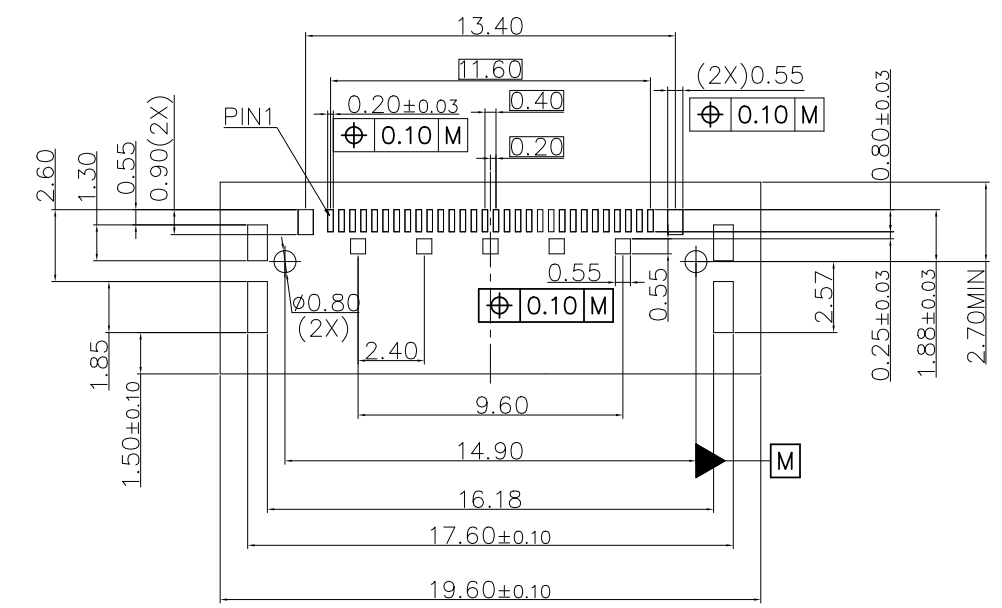 13.40
11.60
(2X)0.55
⌖ 0.10 M
0.20±0.03
⌖ 0.10 M
0.40
0.20
PIN1
2.60
1.30
0.55
0.90(2X)
0.80±0.03
0.55
⌖ 0.10 M
0.55
2.57
0.25±0.03
1.88±0.03
2.70MIN
ø0.80
(2X)
2.40
1.85
1.50±0.10
9.60
14.90
M
16.18
17.60±0.10
19.60±0.10